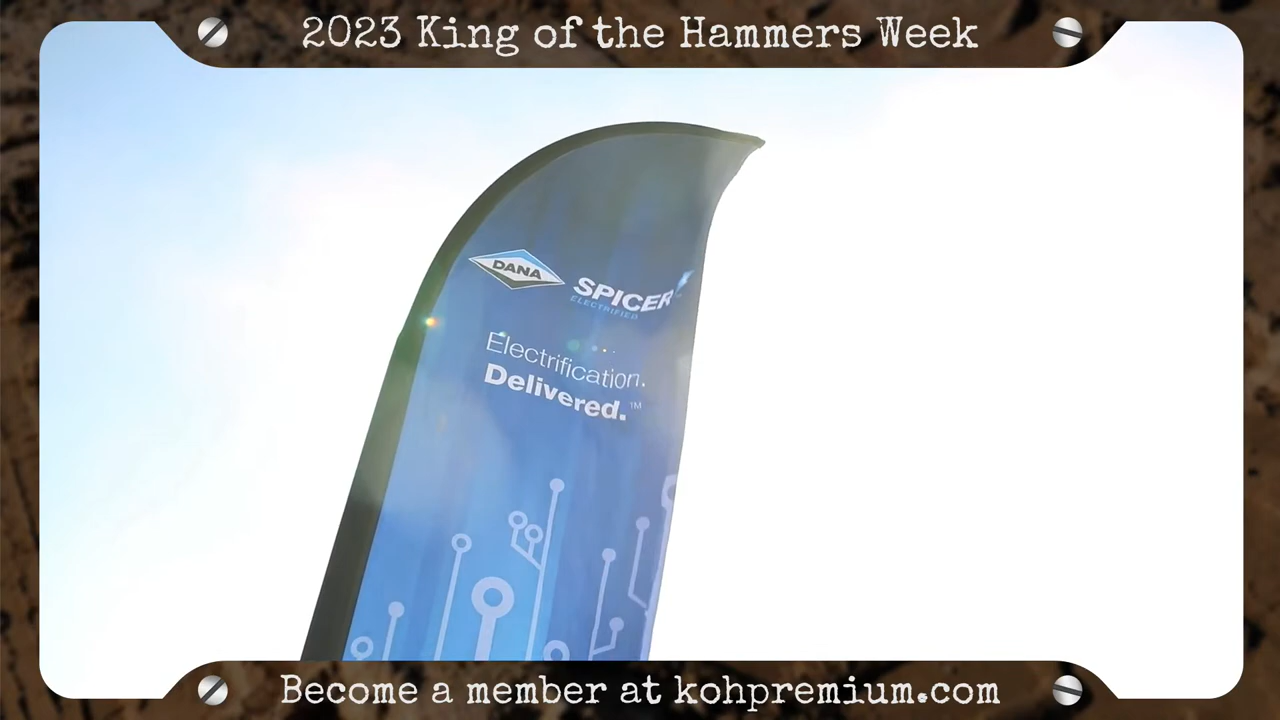 2023 King of the Hammers Week
DANA
SPICER
ELECTRIFIED
Electrification.
Delivered.™
Become a member at kohpremium.com